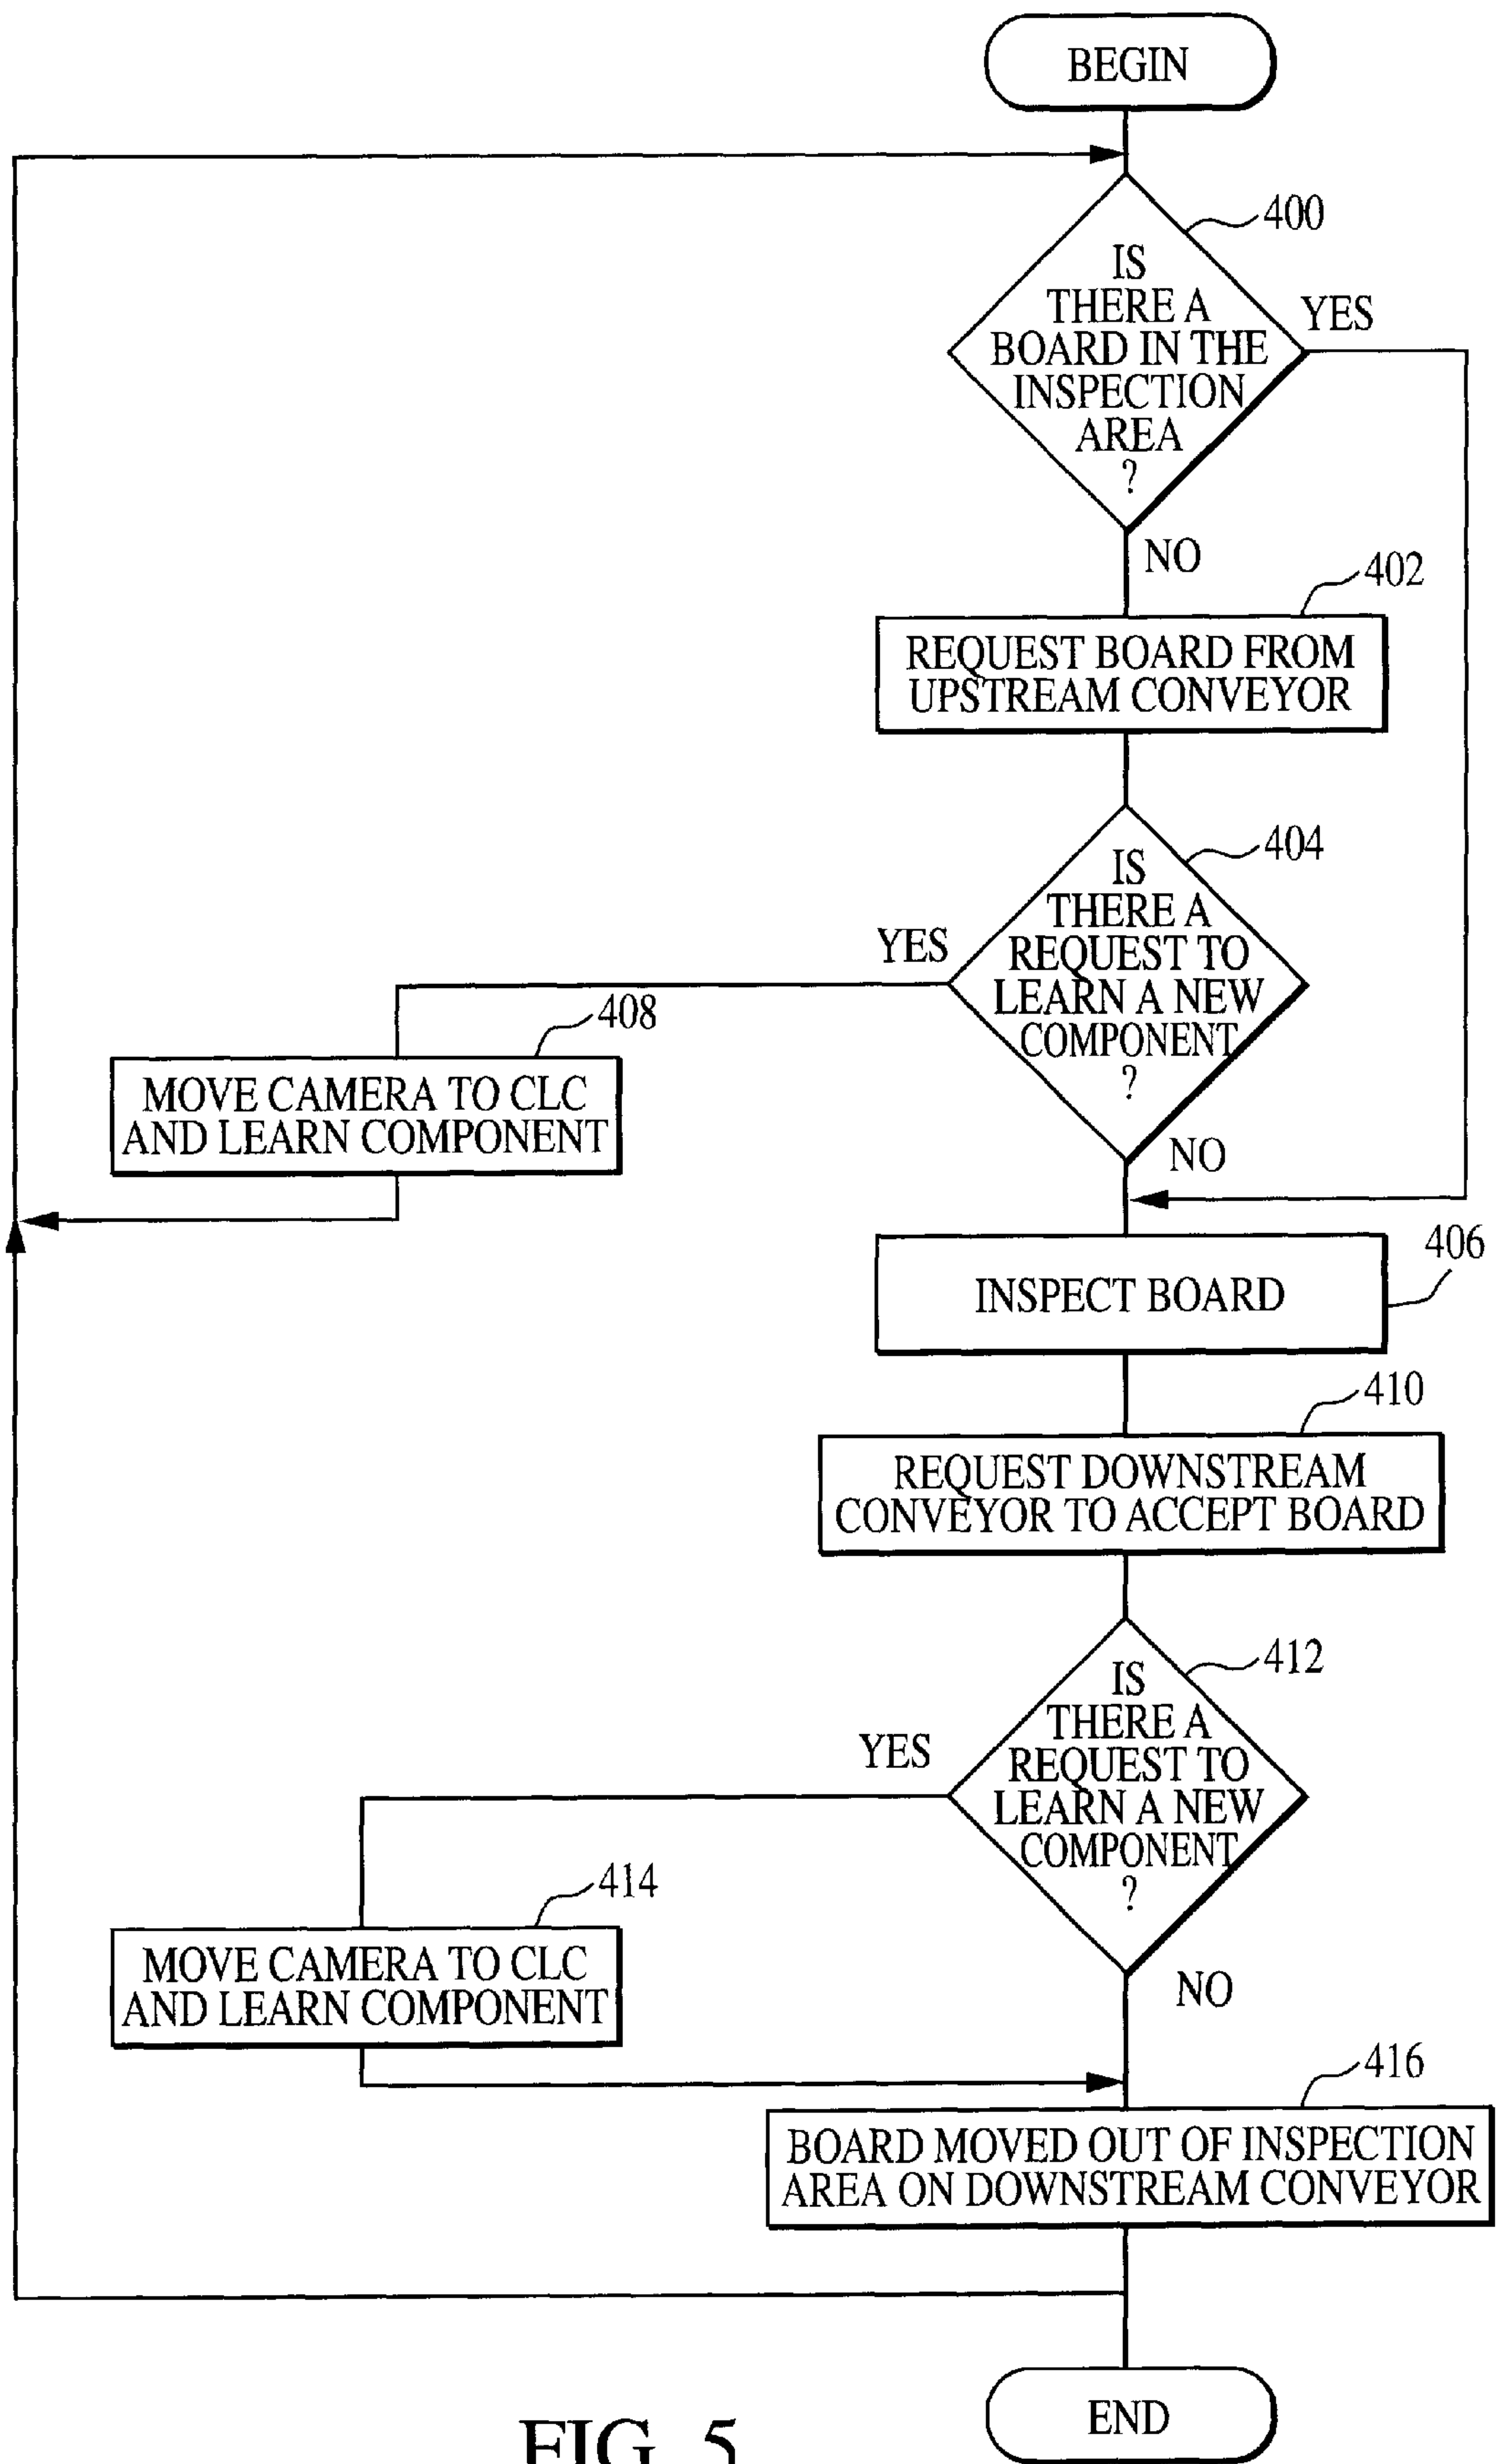 BEGIN
400
IS
THERE A
BOARD IN THE
INSPECTION
AREA
?
YES
NO
402
REQUEST BOARD FROM
UPSTREAM CONVEYOR
404
IS
THERE A
REQUEST TO
LEARN A NEW
COMPONENT
?
YES
NO
408
MOVE CAMERA TO CLC
AND LEARN COMPONENT
406
INSPECT BOARD
410
REQUEST DOWNSTREAM
CONVEYOR TO ACCEPT BOARD
412
IS
THERE A
REQUEST TO
LEARN A NEW
COMPONENT
?
YES
NO
414
MOVE CAMERA TO CLC
AND LEARN COMPONENT
416
BOARD MOVED OUT OF INSPECTION
AREA ON DOWNSTREAM CONVEYOR
END
FIG. 5